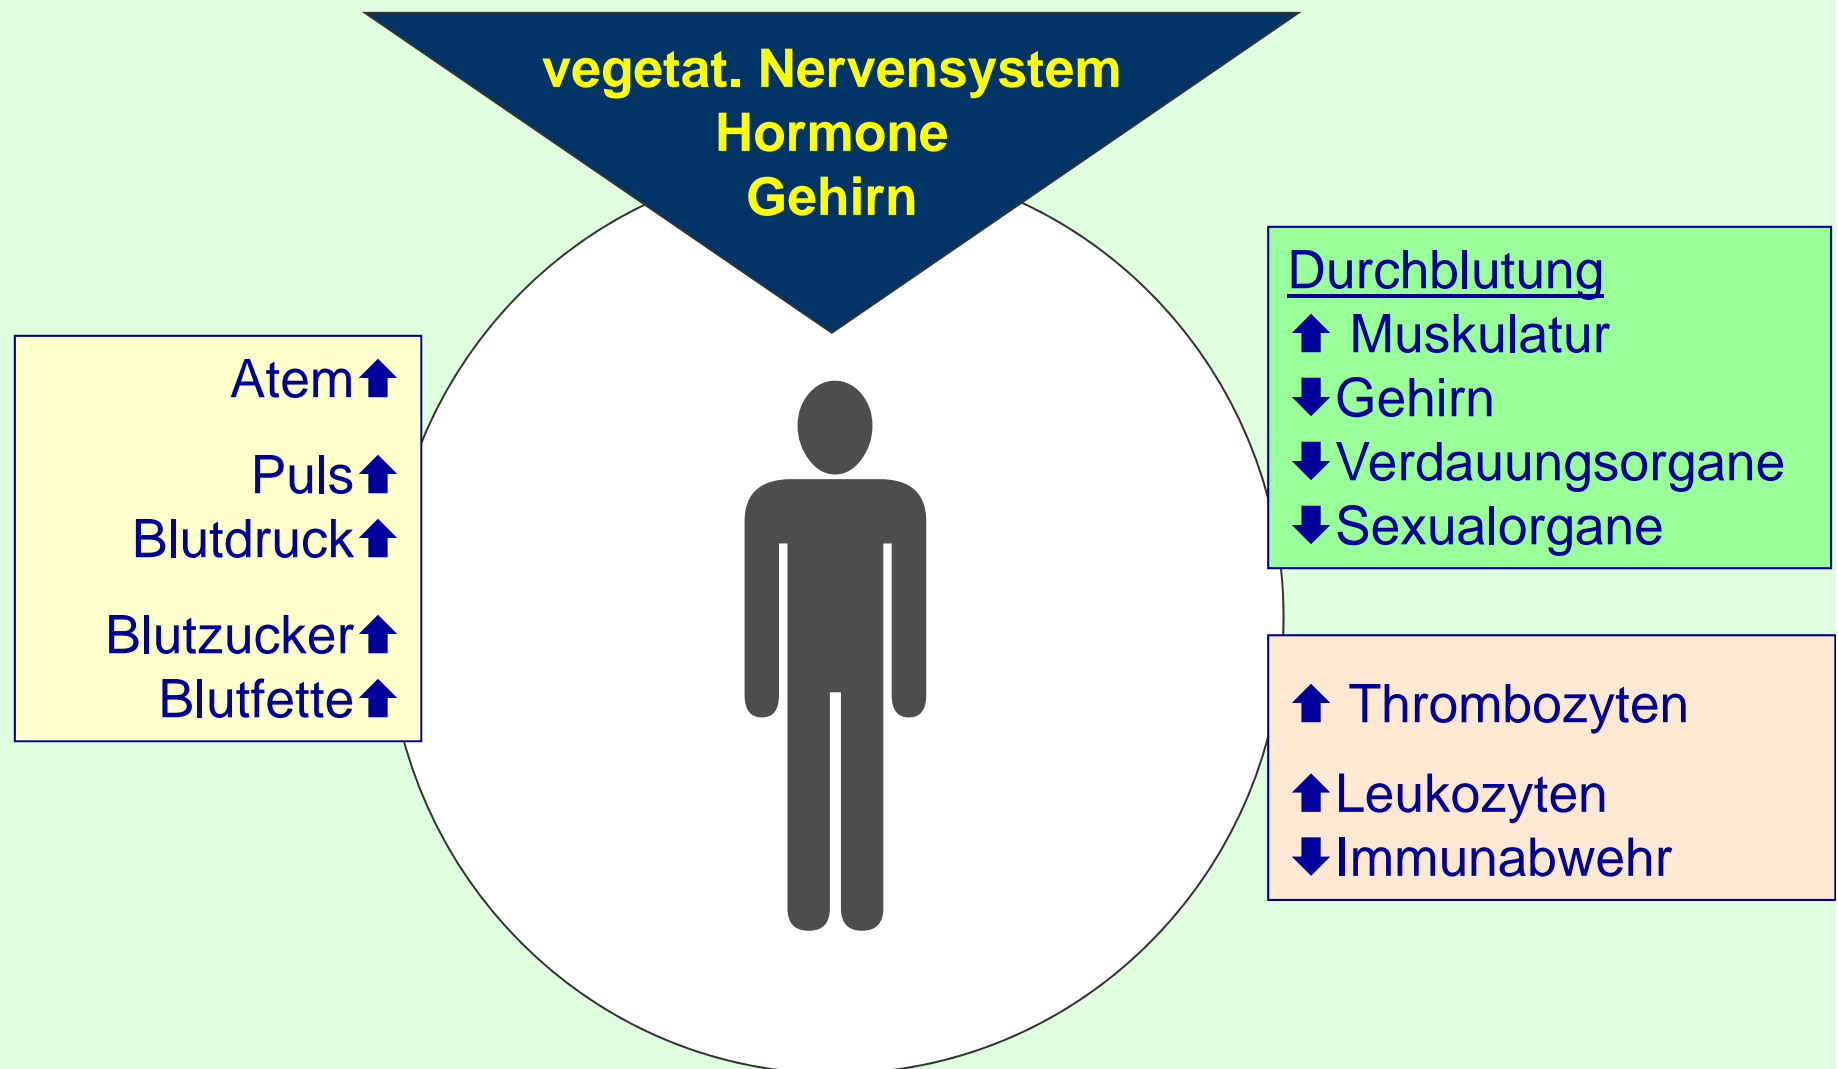 vegetat. Nervensystem
Hormone
Gehirn
Atem⬆
Puls⬆
Blutdruck⬆
Blutzucker⬆
Blutfette⬆
Durchblutung
⬆ Muskulatur
⬇Gehirn
⬇Verdauungsorgane
⬇Sexualorgane
⬆ Thrombozyten
⬆Leukozyten
⬇Immunabwehr